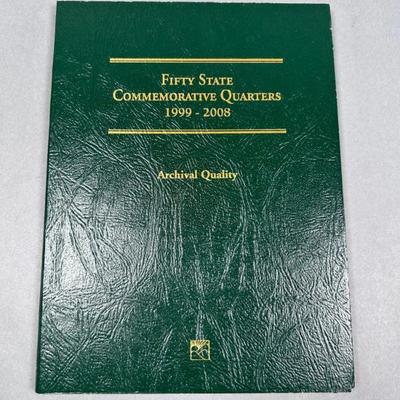 Fifty State
Commemorative Quarters
1999 - 2008
Archival Quality